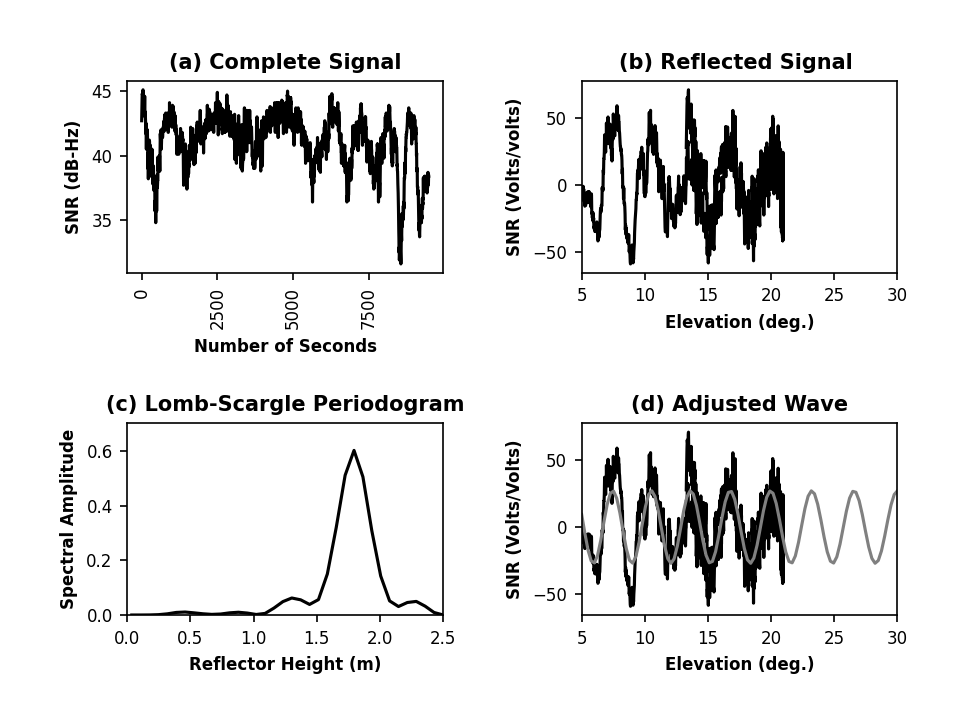 (a) Complete Signal
SNR (dB-Hz)
45
40
35
0
2500
5000
7500
Number of Seconds
(b) Reflected Signal
SNR (Volts/volts)
50
0
−50
5 10 15 20 25 30
Elevation (deg.)
(c) Lomb-Scargle Periodogram
Spectral Amplitude
0.6
0.4
0.2
0.0
0.0 0.5 1.0 1.5 2.0 2.5
Reflector Height (m)
(d) Adjusted Wave
SNR (Volts/Volts)
50
0
−50
5 10 15 20 25 30
Elevation (deg.)